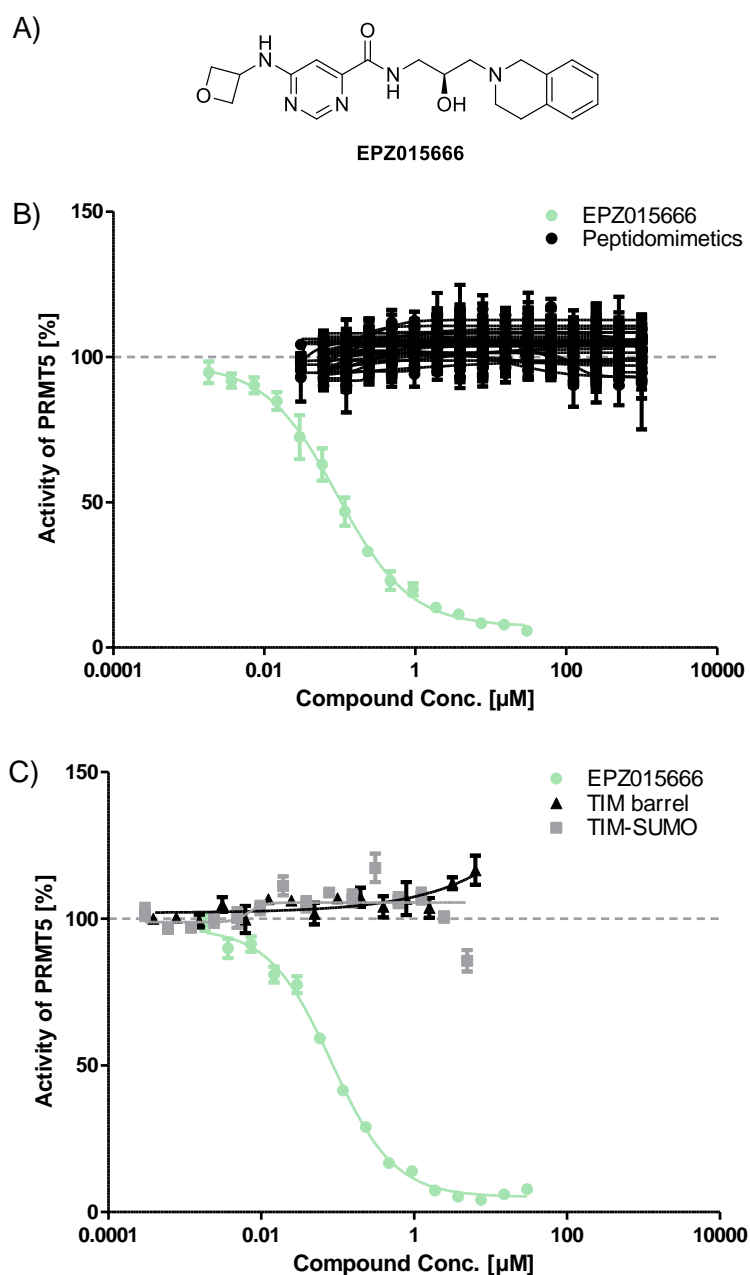 A)
H
N
O
O
N
N
N
H
OH
N
EPZ015666
B)
150
100
50
0
Activity of PRMT5 [%]
EPZ015666
Peptidomimetics
0.0001
0.01
1
100
10000
Compound Conc. [µM]
C)
150
100
50
0
Activity of PRMT5 [%]
EPZ015666
TIM barrel
TIM-SUMO
0.0001
0.01
1
100
10000
Compound Conc. [µM]